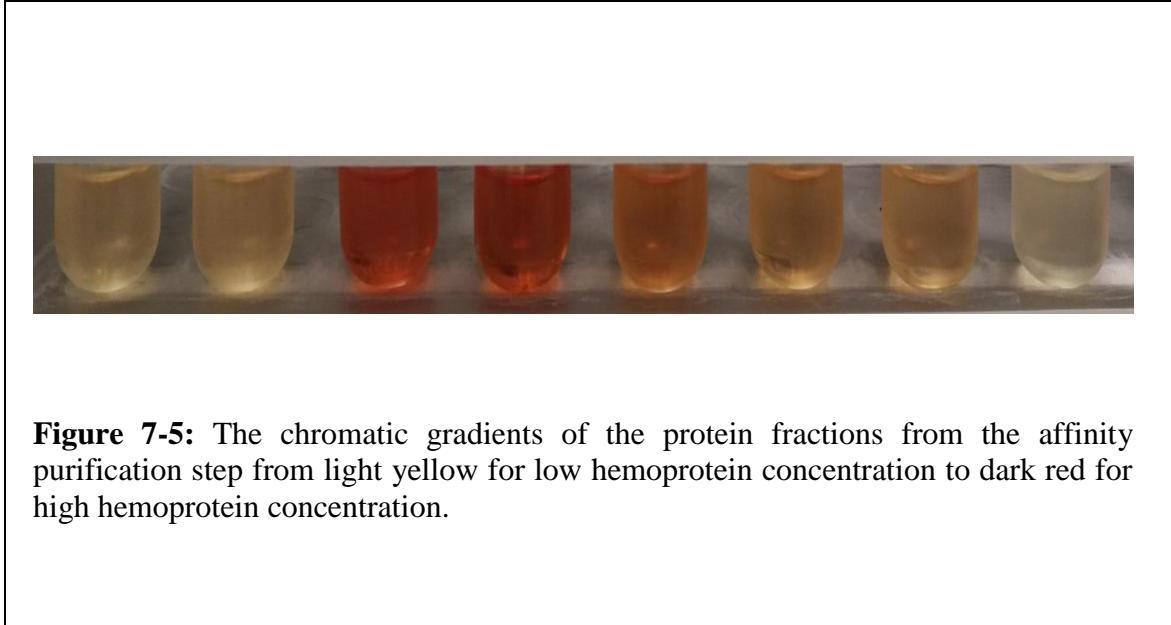 Figure 7-5: The chromatic gradients of the protein fractions from the affinity
purification step from light yellow for low hemoprotein concentration to dark red for
high hemoprotein concentration.